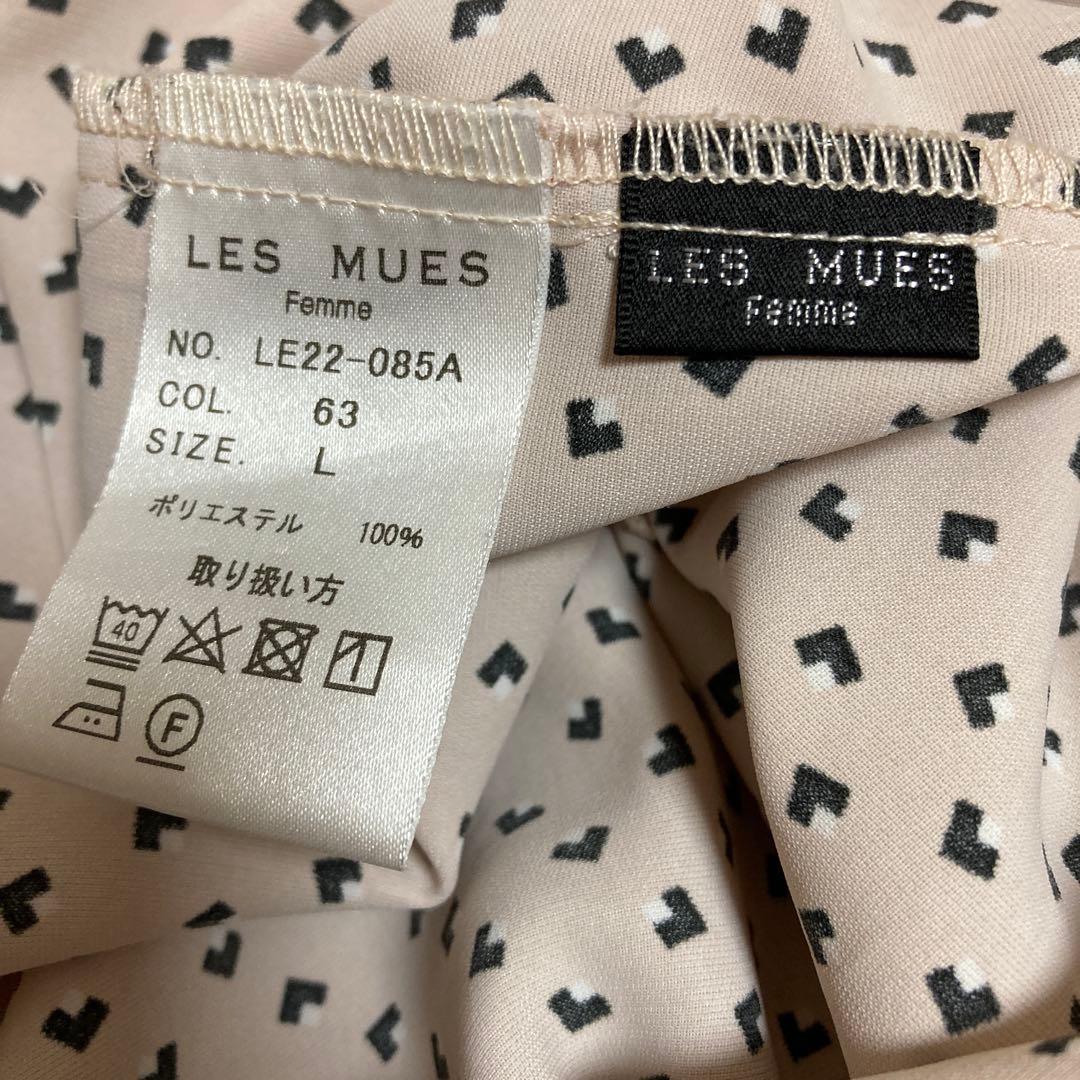 LES MUES
Femme
NO. LE22-085A
COL. 63
SIZE. L
ポリエステル 100%
取り扱い方
40
F
LES MUES
Femme